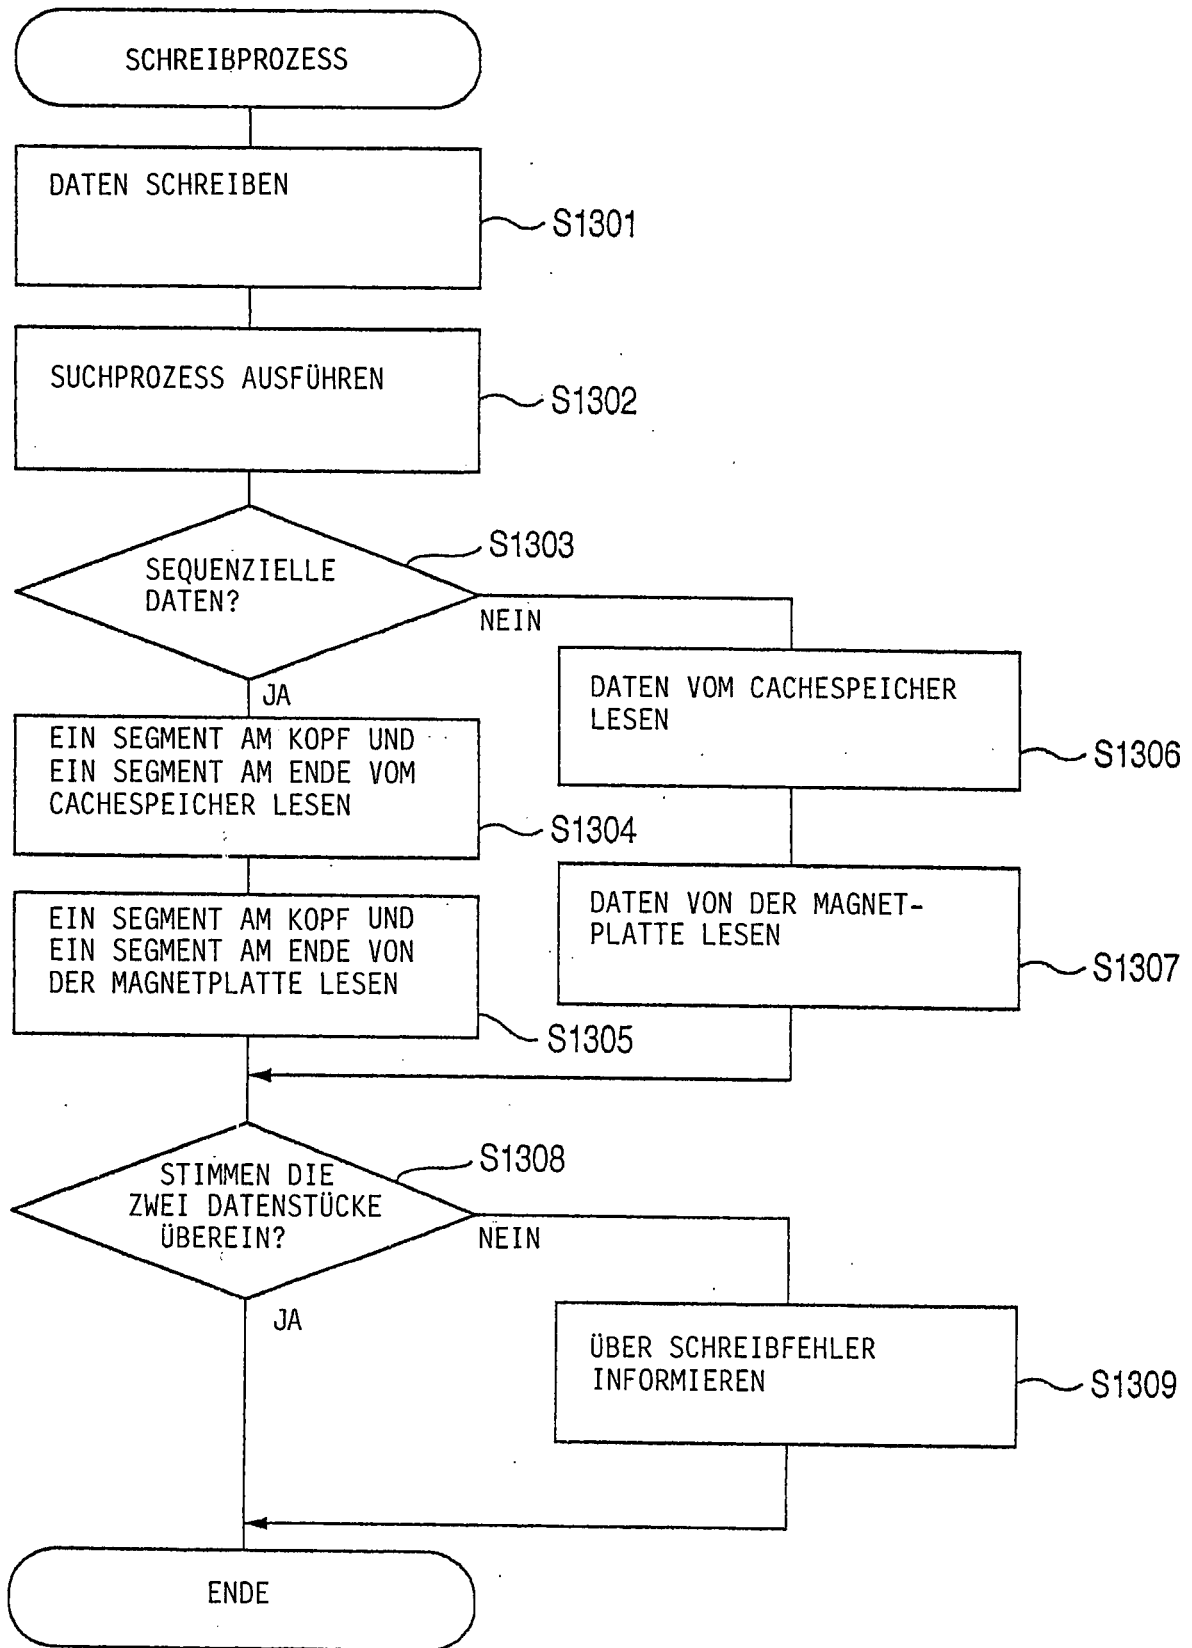 SCHREIBPROZESS
DATEN SCHREIBEN
S1301
SUCHPROZESS AUSFÜHREN
S1302
S1303
SEQUENZIELLE
DATEN?
NEIN
JA
DATEN VOM CACHESPEICHER
LESEN
S1306
EIN SEGMENT AM KOPF UND
EIN SEGMENT AM ENDE VOM
CACHESPEICHER LESEN
S1304
DATEN VON DER MAGNET-
PLATTE LESEN
S1307
EIN SEGMENT AM KOPF UND
EIN SEGMENT AM ENDE VON
DER MAGNETPLATTE LESEN
S1305
S1308
STIMMEN DIE
ZWEI DATENSTÜCKE
ÜBEREIN?
NEIN
JA
ÜBER SCHREIBFEHLER
INFORMIEREN
S1309
ENDE